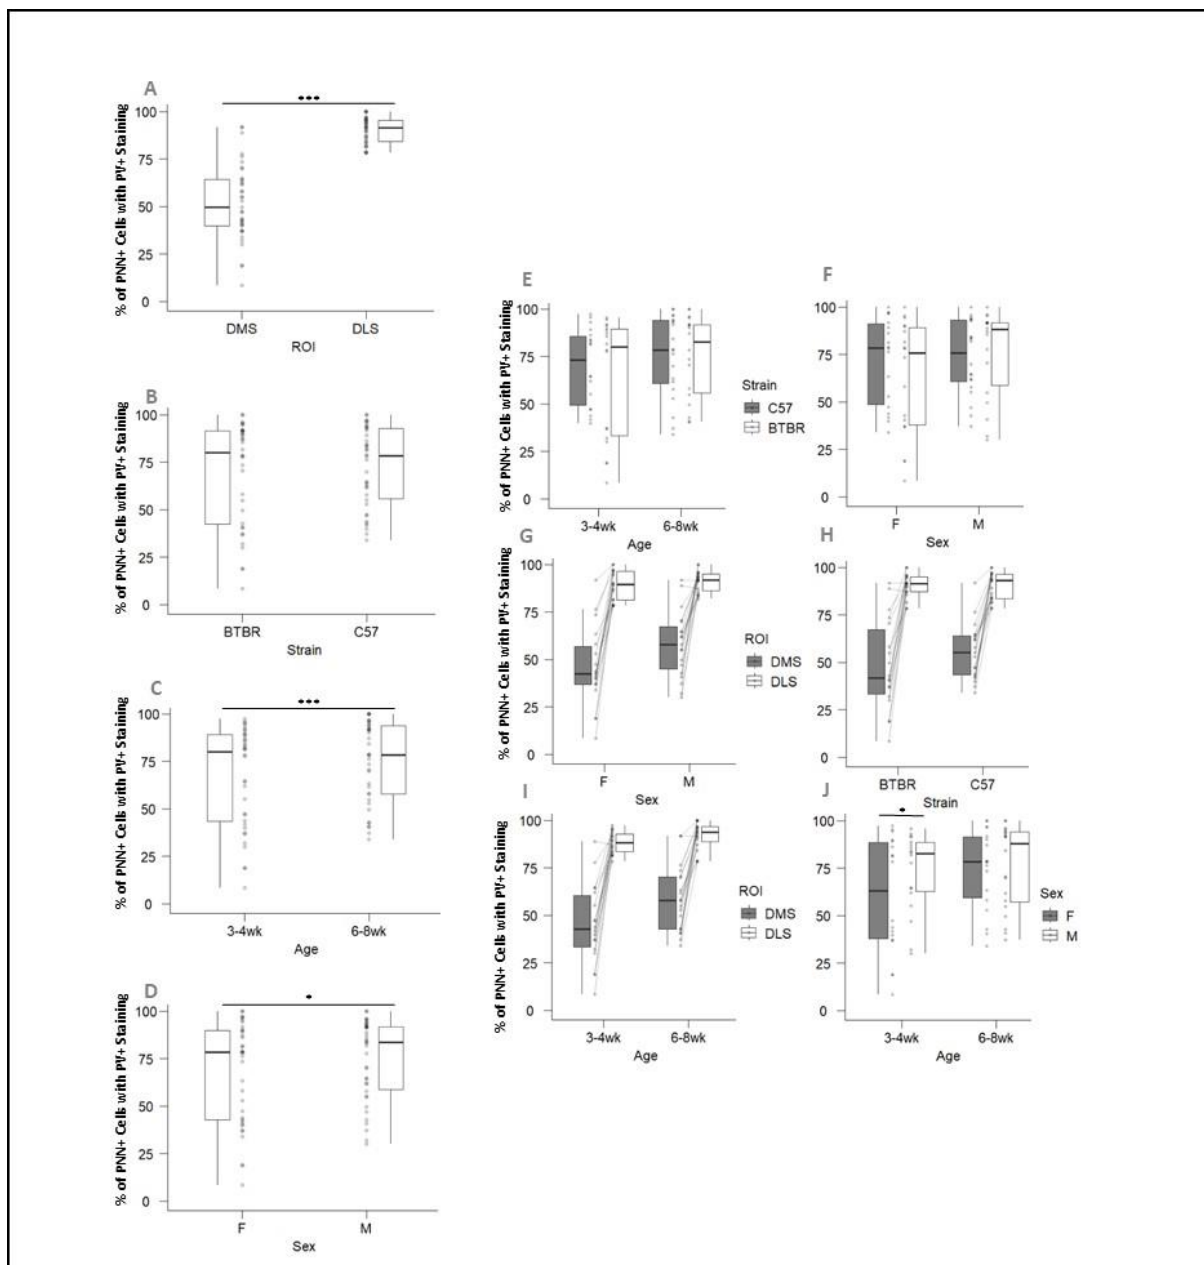 A
% of PNN+ Cells with PV+ Staining
100
75
50
25
0
DMS DLS
ROI
B
% of PNN+ Cells with PV+ Staining
100
75
50
25
0
BTBR C57
Strain
C
% of PNN+ Cells with PV+ Staining
100
75
50
25
0
3-4wk 6-8wk
Age
D
% of PNN+ Cells with PV+ Staining
100
75
50
25
0
F M
Sex
E
% of PNN+ Cells with PV+ Staining
100
75
50
25
0
3-4wk 6-8wk
Age
Strain
C57
BTBR
F
100
75
50
25
0
F M
Sex
G
% of PNN+ Cells with PV+ Staining
100
75
50
25
0
F M
Sex
ROI
DMS
DLS
H
100
75
50
25
0
BTBR C57
Strain
I
% of PNN+ Cells with PV+ Staining
100
75
50
25
0
3-4wk 6-8wk
Age
ROI
DMS
DLS
J
100
75
50
25
0
3-4wk 6-8wk
Age
Sex
F
M